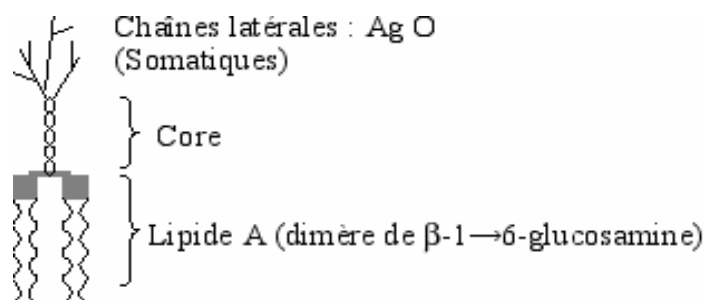 Chaînes latérales : Ag O
(Somatiques)
Core
Lipide A (dimère de β-1→6-glucosamine)